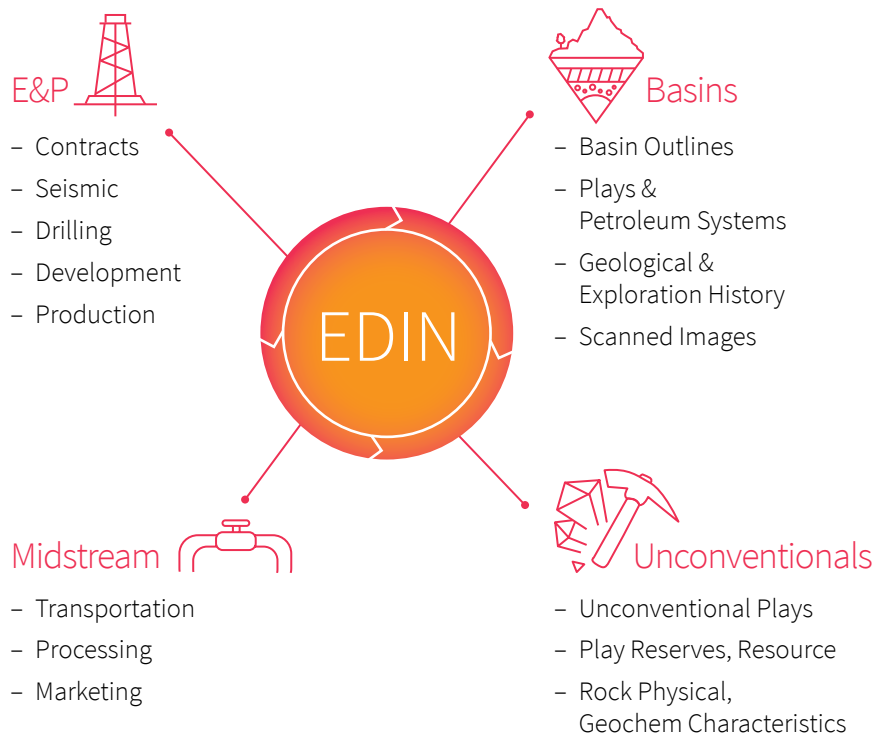 E&P
– Contracts
– Seismic
– Drilling
– Development
– Production
Basins
– Basin Outlines
– Plays &
Petroleum Systems
– Geological &
Exploration History
– Scanned Images
EDIN
Midstream
– Transportation
– Processing
– Marketing
Unconventionals
– Unconventional Plays
– Play Reserves, Resource
– Rock Physical,
Geochem Characteristics